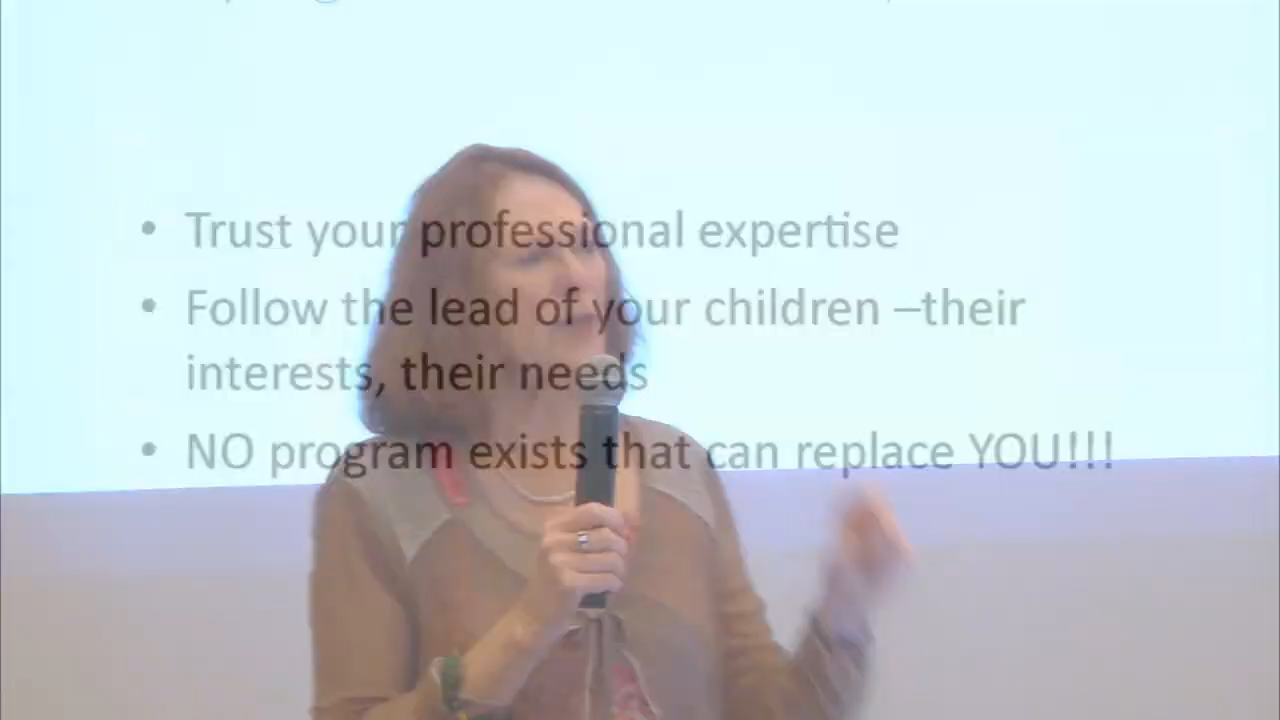 • Trust your professional expertise
• Follow the lead of your children –their
interests, their needs
• NO program exists that can replace YOU!!!